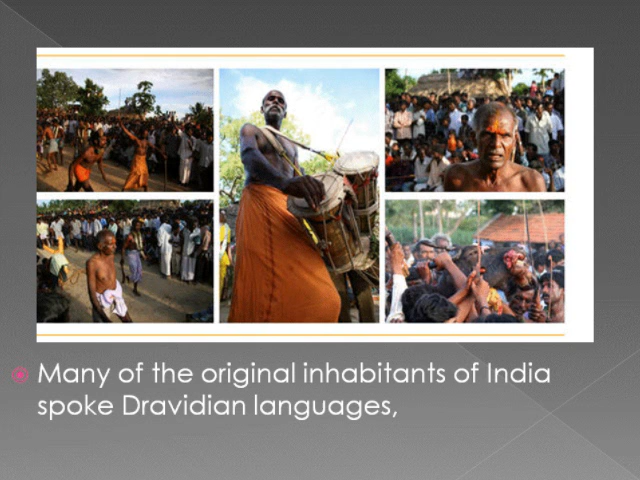 Many of the original inhabitants of India
spoke Dravidian languages,